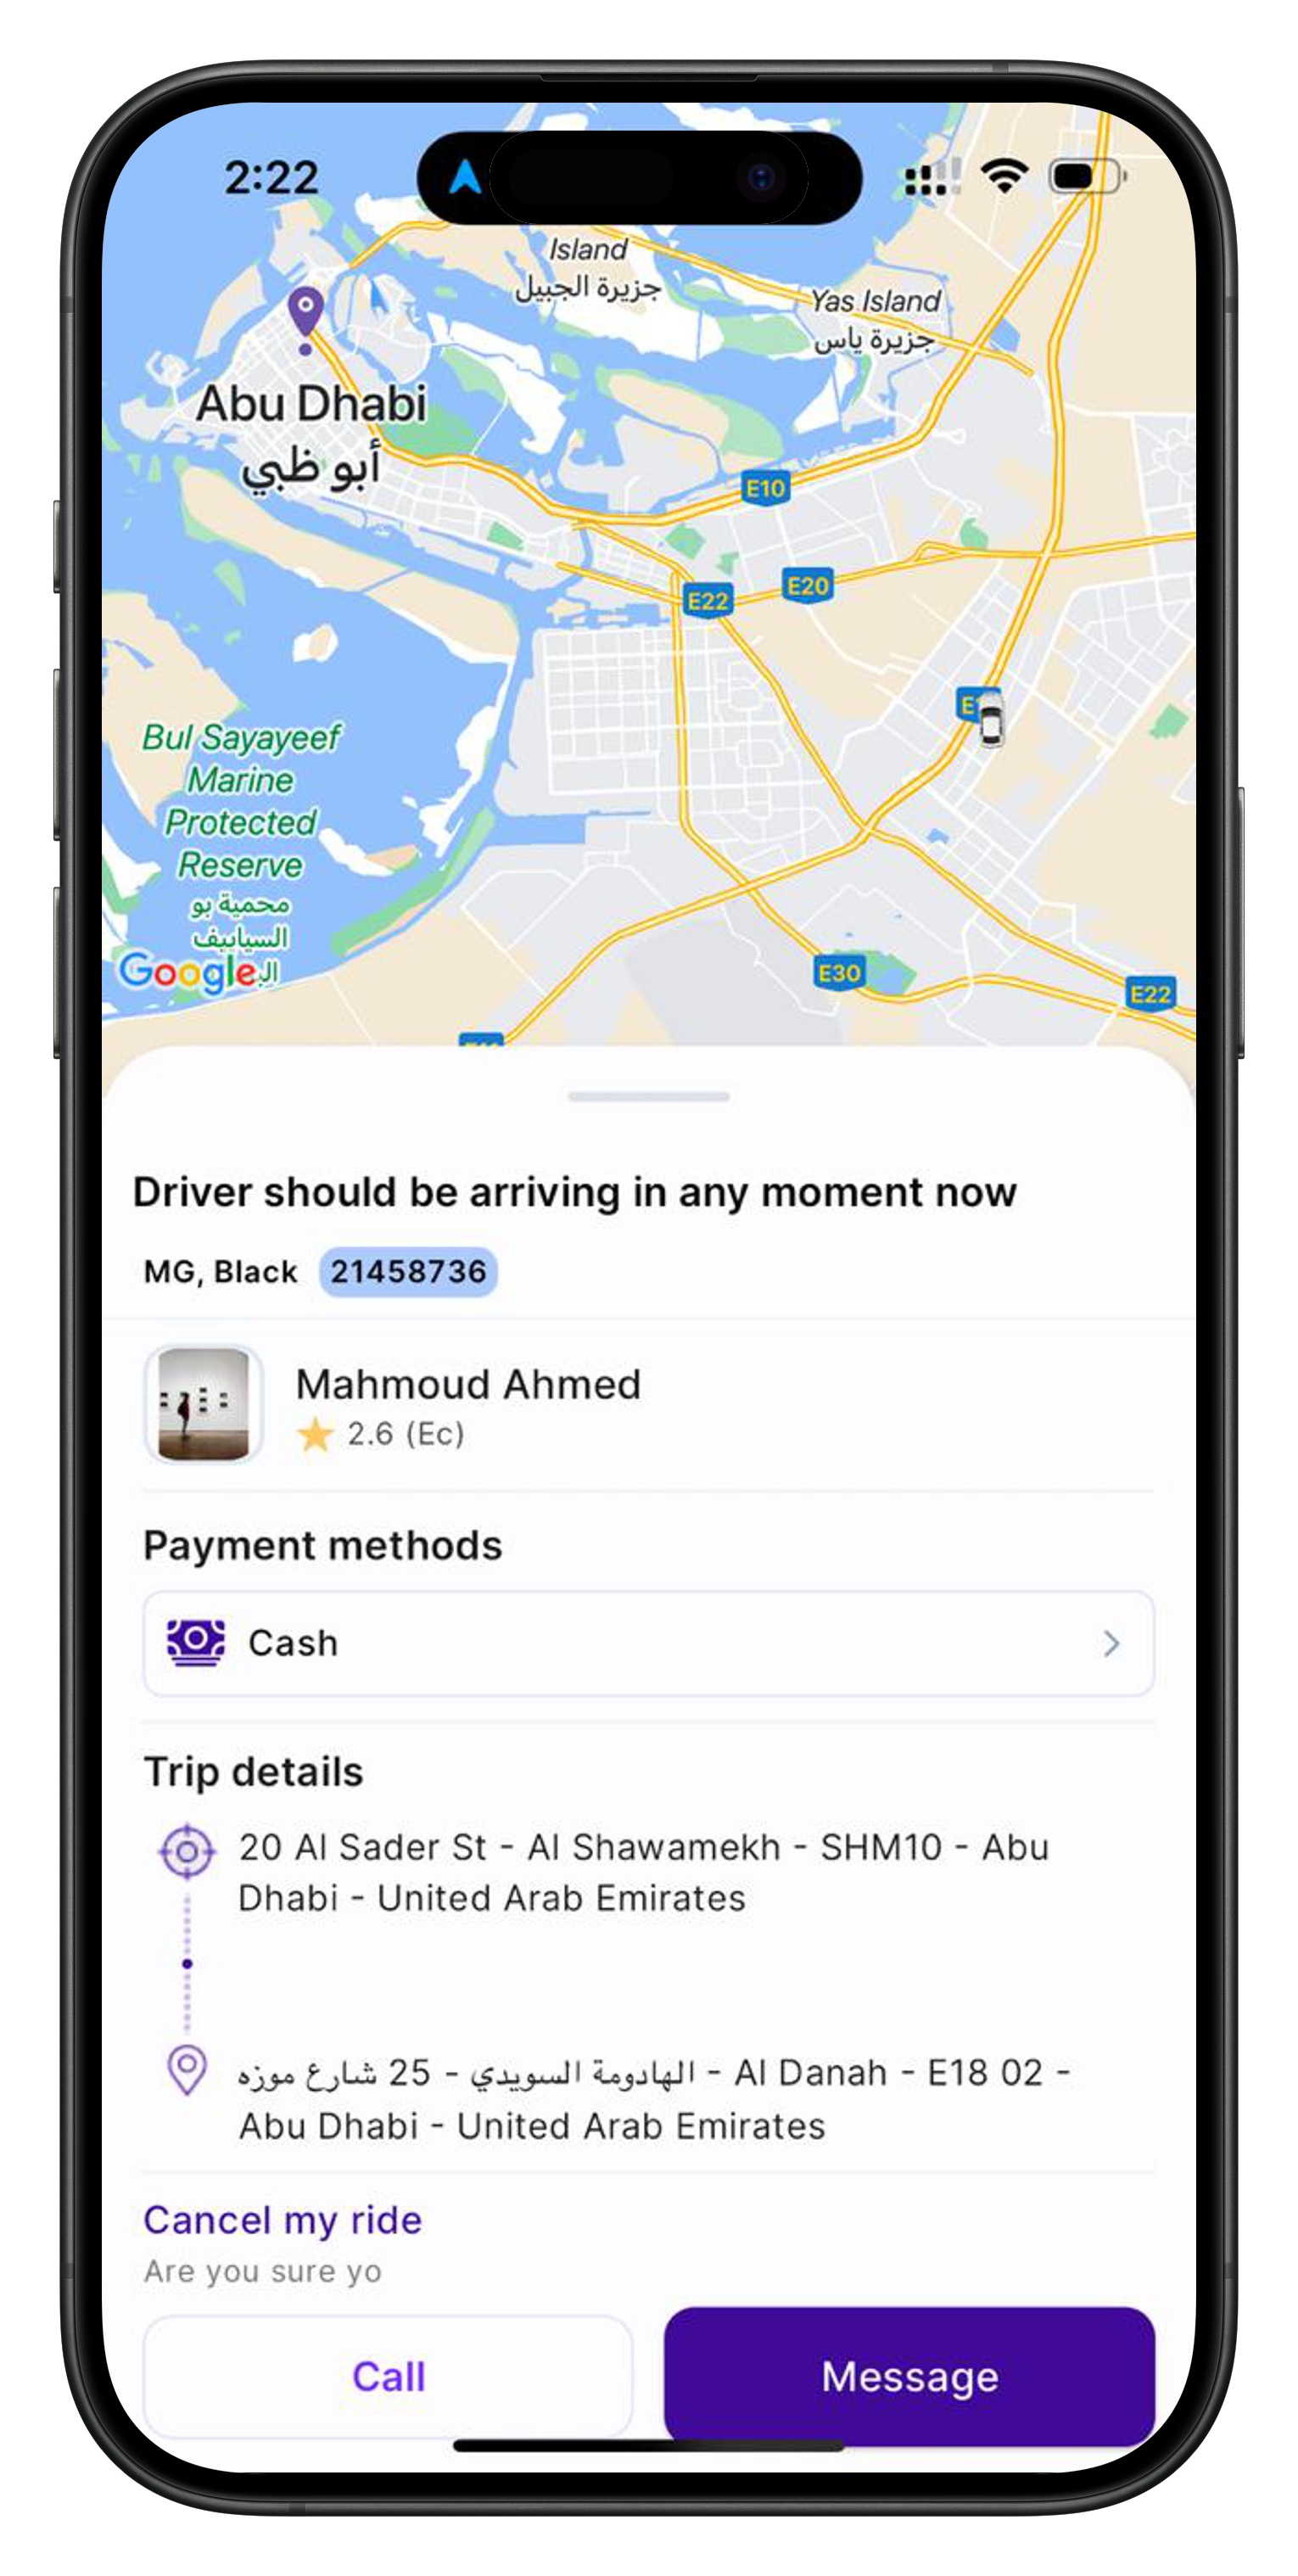 2:22
Island
جزيرة الجبيل
Yas Island
جزيرة ياس
Abu Dhabi
أبو ظبي
E10
E20
E22
Bul Sayayeef
Marine
Protected
Reserve
محمية بو
السياييف
Google
E30
E22
Driver should be arriving in any moment now
MG, Black 21458736
Mahmoud Ahmed
2.6 (Ec)
Payment methods
Cash
Trip details
20 Al Sader St - Al Shawamekh - SHM10 - Abu
Dhabi - United Arab Emirates
الهادومة السويدي - 25 شارع موزه - Al Danah - E18 02 -
Abu Dhabi - United Arab Emirates
Cancel my ride
Are you sure yo
Call
Message